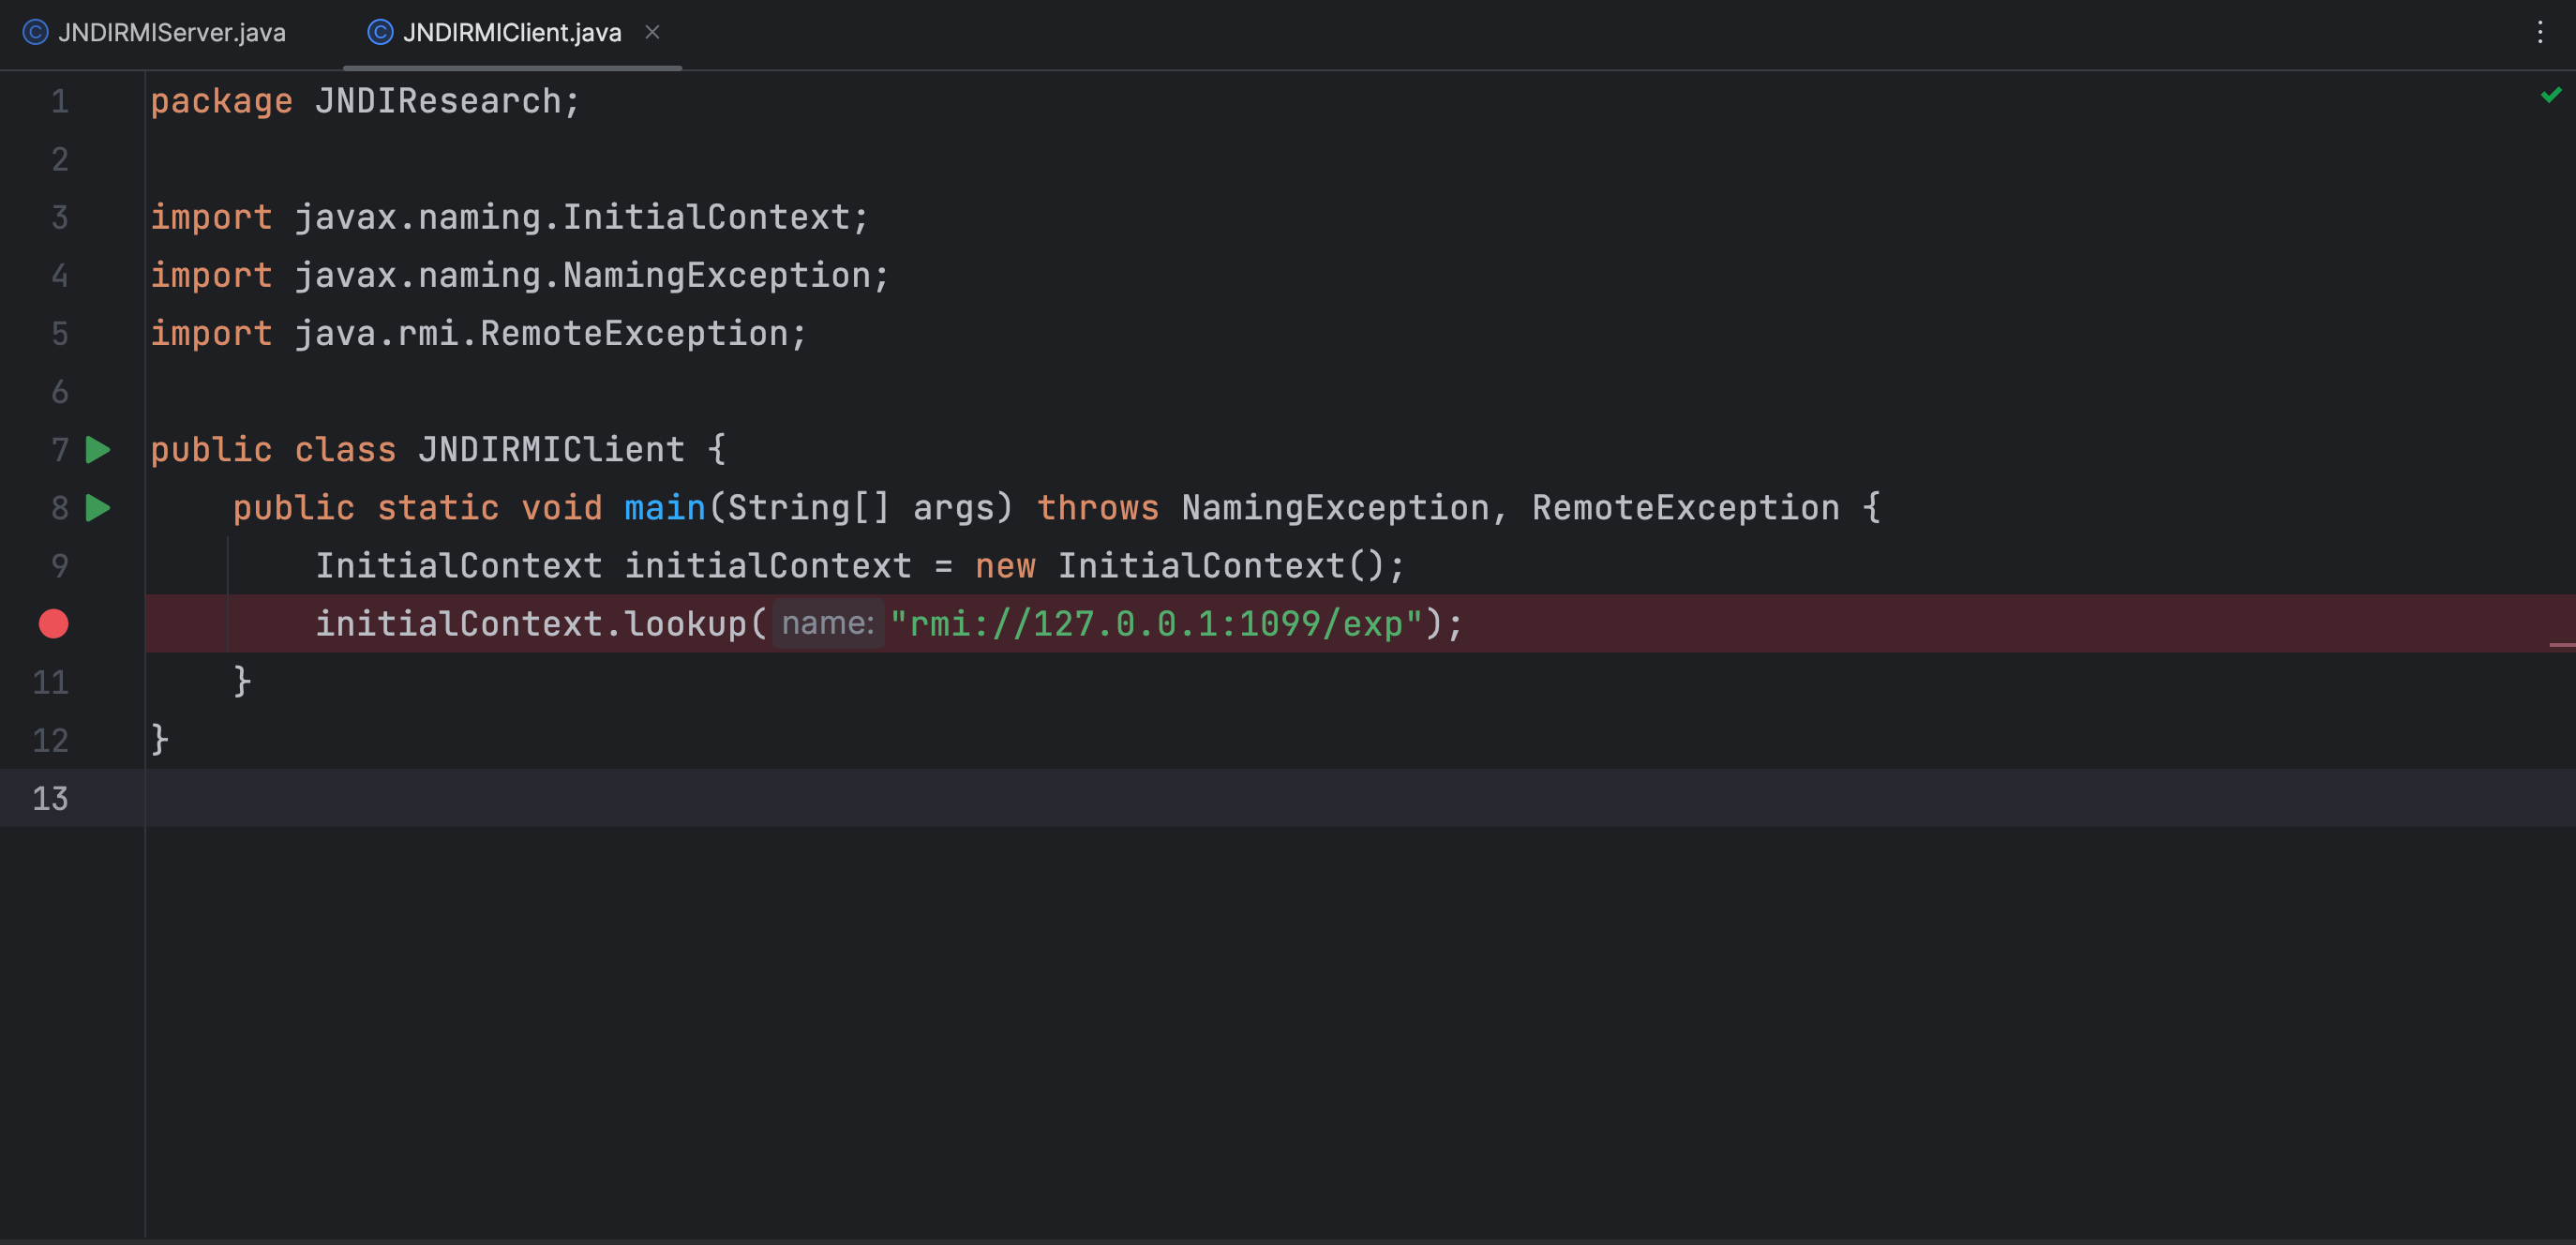 JNDIRMIServer.java JNDIRMIClient.java
1 package JNDIResearch;
2
3 import javax.naming.InitialContext;
4 import javax.naming.NamingException;
5 import java.rmi.RemoteException;
6
7 public class JNDIRMIClient {
8 public static void main(String[] args) throws NamingException, RemoteException {
9 InitialContext initialContext = new InitialContext();
initialContext.lookup( name: "rmi://127.0.0.1:1099/exp");
11 }
12 }
13